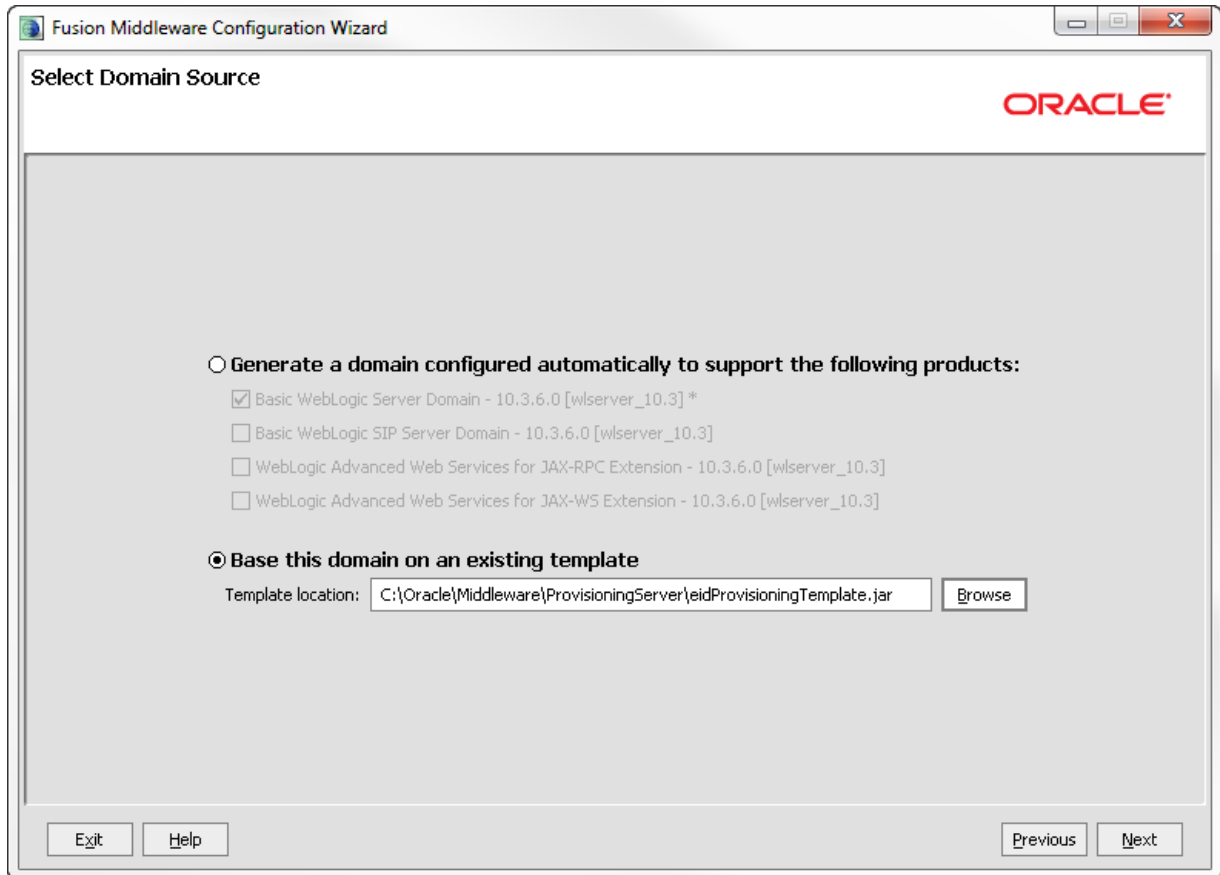 Fusion Middleware Configuration Wizard
Select Domain Source
ORACLE
Generate a domain configured automatically to support the following products:
Basic WebLogic Server Domain - 10.3.6.0 [wlserver_10.3] *
Basic WebLogic SIP Server Domain - 10.3.6.0 [wlserver_10.3]
WebLogic Advanced Web Services for JAX-RPC Extension - 10.3.6.0 [wlserver_10.3]
WebLogic Advanced Web Services for JAX-WS Extension - 10.3.6.0 [wlserver_10.3]
Base this domain on an existing template
Template location: C:\Oracle\Middleware\ProvisioningServer\eidProvisioningTemplate.jar Browse
Exit Help Previous Next